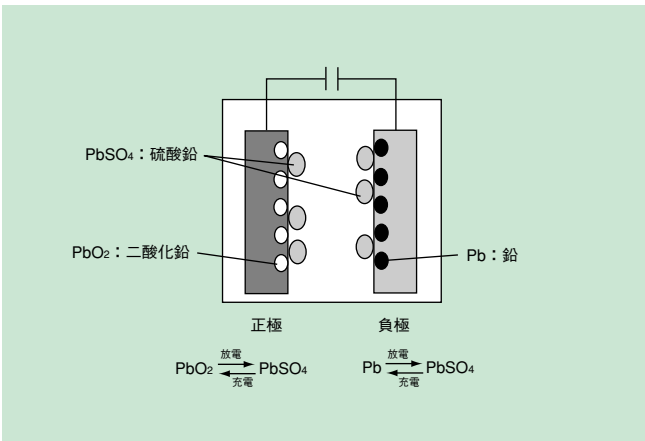 PbSO4：硫酸鉛
PbO2：二酸化鉛
Pb：鉛
正極
負極
放電
PbO2 PbSO4
充電
放電
Pb PbSO4
充電